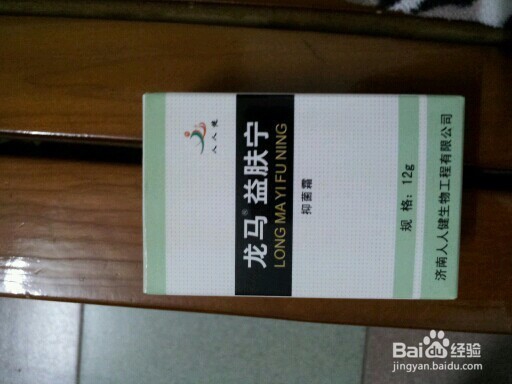 人人健
龙马® 益肤宁
LONG MA YI FU NING
抑菌霜
规格：12g
济南人人健生物工程有限公司
Baidu 经验
jingyan.baidu.com